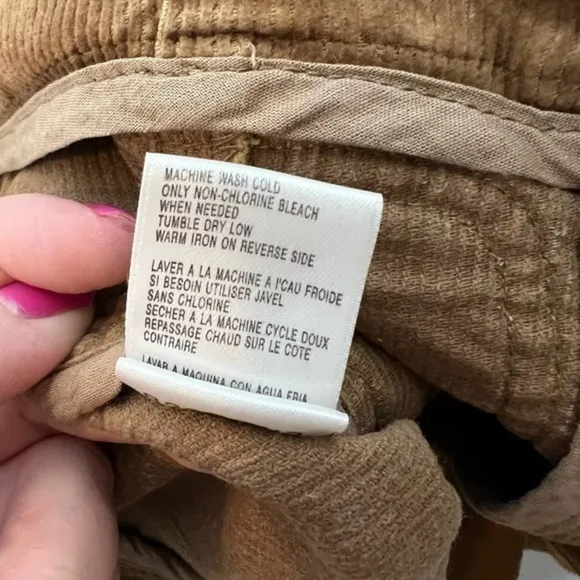 MACHINE WASH COLD
ONLY NON-CHLORINE BLEACH
WHEN NEEDED
TUMBLE DRY LOW
WARM IRON ON REVERSE SIDE
LAVER A LA MACHINE A I'CAU FROIDE
SI BESOIN UTILISER JAVEL
SANS CHLORINE
SECHER A LA MACHINE CYCLE DOUX
REPASSAGE CHAUD SUR LE COTE
CONTRAIRE
LAVAR A MAQUINA CON AGUA FRIA